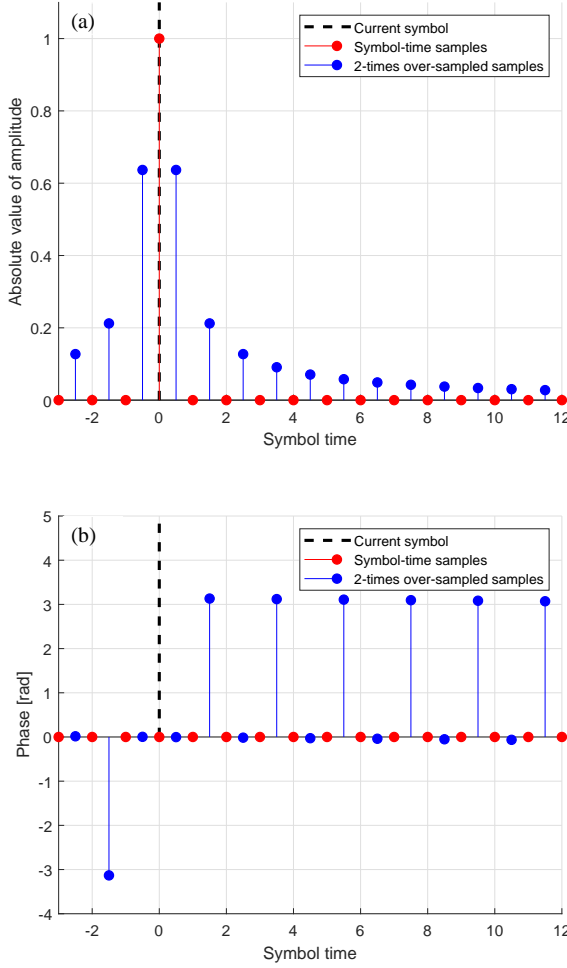 (a)
Current symbol
Symbol-time samples
2-times over-sampled samples
Absolute value of amplitude
1
0.8
0.6
0.4
0.2
0
-2 0 2 4 6 8 10 12
Symbol time
(b)
Current symbol
Symbol-time samples
2-times over-sampled samples
Phase [rad]
5
4
3
2
1
0
-1
-2
-3
-4
-2 0 2 4 6 8 10 12
Symbol time